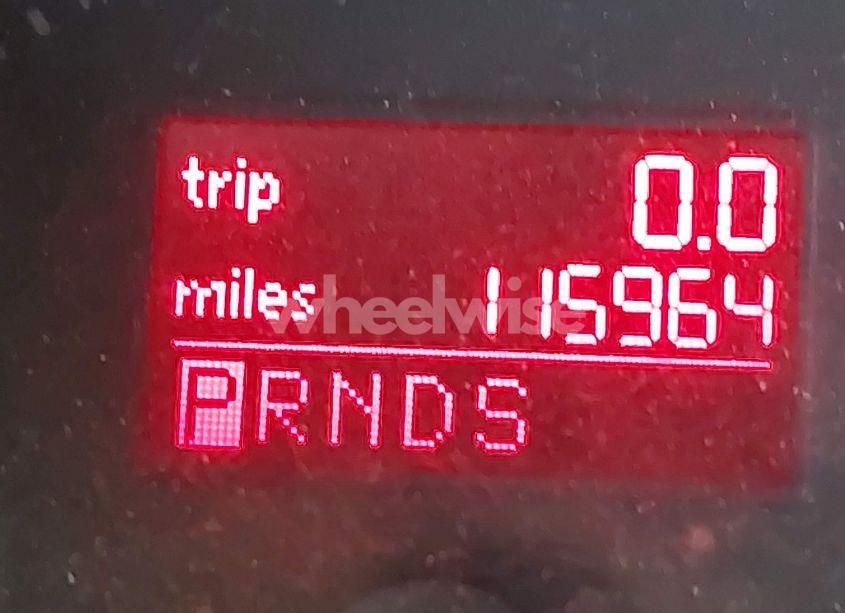 trip 0.0
miles 115964
wheelwise
PRNDS